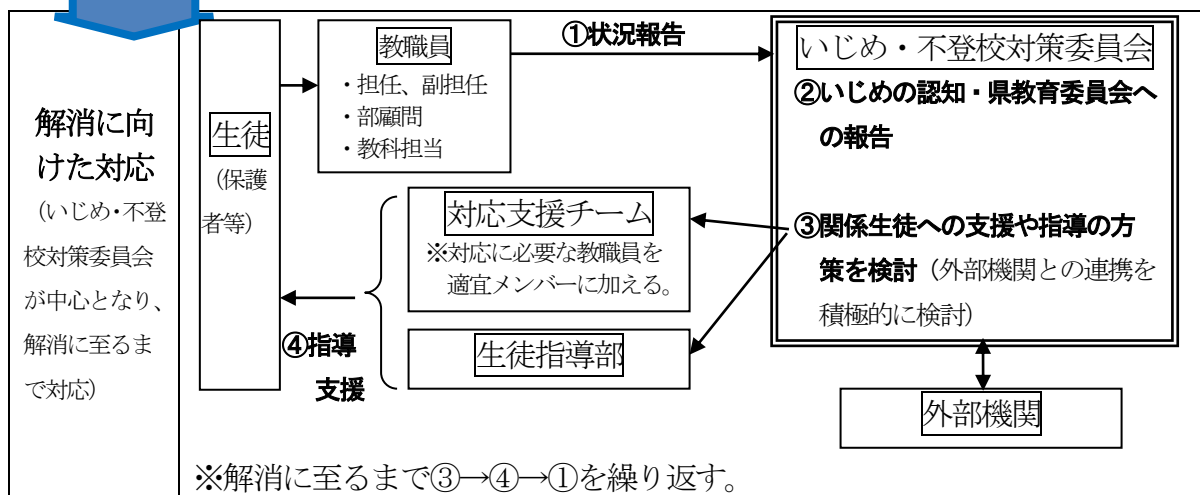 解消に向
けた対応
（いじめ・不登
校対策委員会
が中心となり、
解消に至るま
で対応）
生徒
（保護
者等）
教職員
・担任、副担任
・部顧問
・教科担当
①状況報告
いじめ・不登校対策委員会
②いじめの認知・県教育委員会へ
の報告
③関係生徒への支援や指導の方
策を検討（外部機関との連携を
積極的に検討）
対応支援チーム
※対応に必要な教職員を
適宜メンバーに加える。
生徒指導部
④指導
支援
外部機関
※解消に至るまで③→④→①を繰り返す。